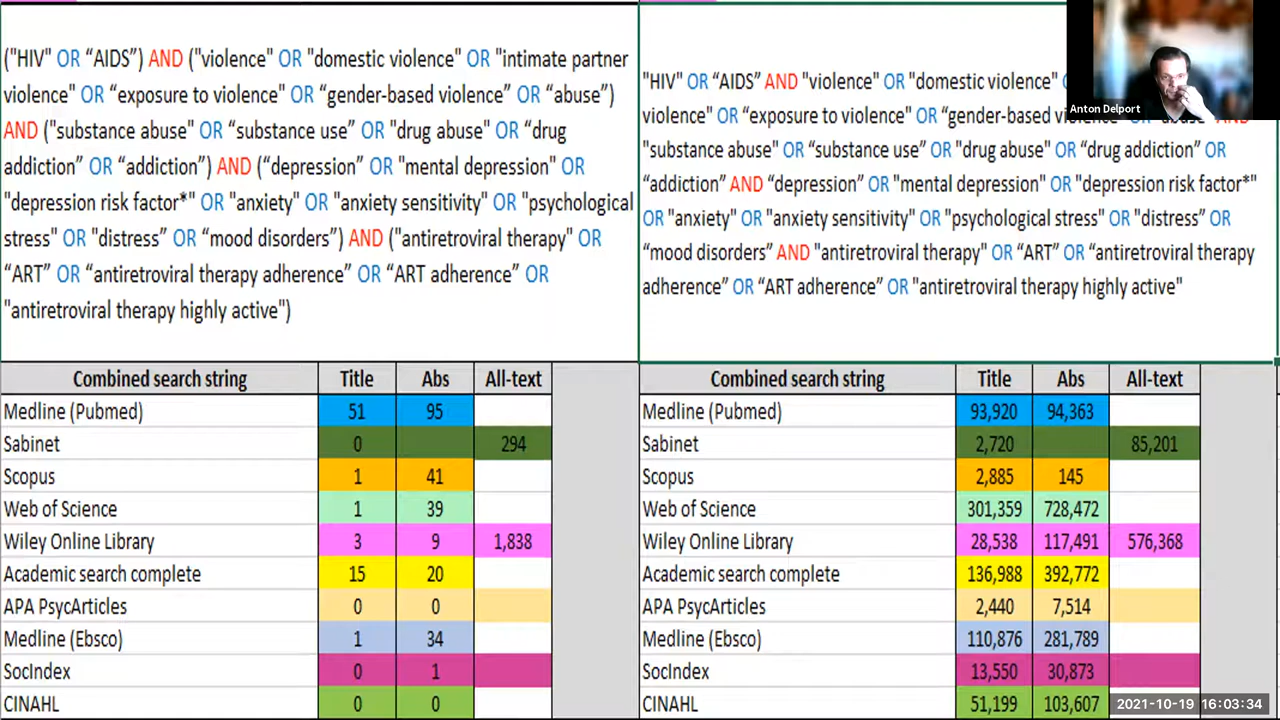 ("HIV" OR “AIDS”) AND ("violence" OR "domestic violence" OR "intimate partner
violence" OR “exposure to violence” OR “gender-based violence” OR “abuse”)
AND ("substance abuse" OR “substance use” OR "drug abuse" OR “drug
addiction” OR “addiction”) AND (“depression” OR "mental depression" OR
"depression risk factor*" OR "anxiety" OR "anxiety sensitivity" OR "psychological
stress" OR "distress” OR “mood disorders”) AND ("antiretroviral therapy" OR
“ART” OR “antiretroviral therapy adherence” OR “ART adherence” OR
"antiretroviral therapy highly active")
Combined search string Title Abs All-text
Medline (Pubmed) 51 95
Sabinet 0 294
Scopus 1 41
Web of Science 1 39
Wiley Online Library 3 9 1,838
Academic search complete 15 20
APA PsycArticles 0 0
Medline (Ebsco) 1 34
SocIndex 0 1
CINAHL 0 0
"HIV" OR “AIDS” AND "violence" OR "domestic violence"
violence" OR “exposure to violence” OR “gender-based
"substance abuse" OR “substance use” OR "drug abuse" OR “drug addiction” OR
“addiction” AND “depression” OR "mental depression" OR "depression risk factor*"
OR "anxiety" OR "anxiety sensitivity" OR "psychological stress" OR "distress” OR
“mood disorders” AND "antiretroviral therapy" OR “ART” OR “antiretroviral therapy
adherence” OR “ART adherence” OR "antiretroviral therapy highly active"
Combined search string Title Abs All-text
Medline (Pubmed) 93,920 94,363
Sabinet 2,720 85,201
Scopus 2,885 145
Web of Science 301,359 728,472
Wiley Online Library 28,538 117,491 576,368
Academic search complete 136,988 392,772
APA PsycArticles 2,440 7,514
Medline (Ebsco) 110,876 281,789
SocIndex 13,550 30,873
CINAHL 51,199 103,607
Anton Delport
2021-10-19 16:03:34